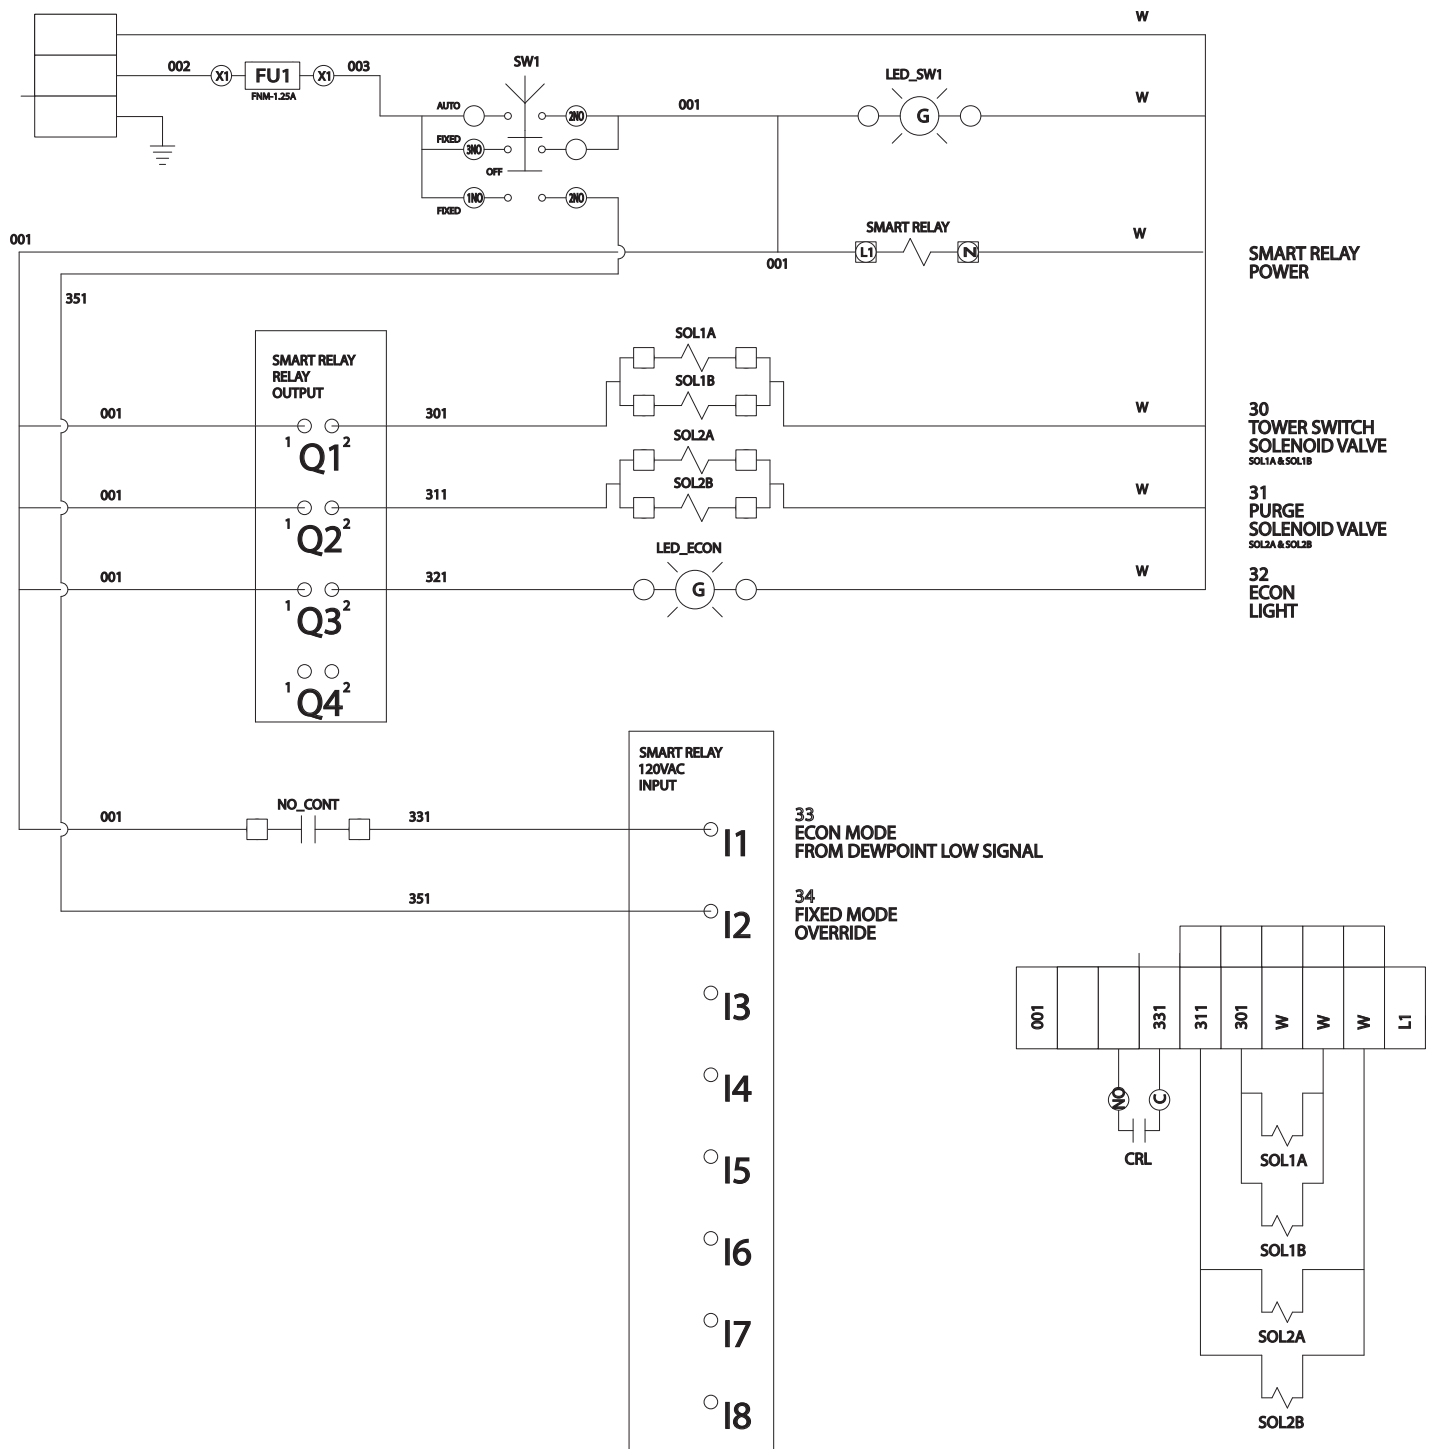 W
002
X1
FU1
X1
003
FNM-1.25A
SW1
LED_SW1
AUTO
2NO
001
G
W
FIXED
3NO
OFF
FIXED
1NO
2NO
001
SMART RELAY
W
L1
N
001
SMART RELAY
POWER
351
SMART RELAY
RELAY
OUTPUT
SOL1A
SOL1B
001
301
W
1
Q1
2
30
TOWER SWITCH
SOLENOID VALVE
SOL1A & SOL1B
SOL2A
SOL2B
001
311
W
1
Q2
2
31
PURGE
SOLENOID VALVE
SOL2A & SOL2B
LED_ECON
001
321
G
W
1
Q3
2
32
ECON
LIGHT
1
Q4
2
SMART RELAY
120VAC
INPUT
NO_CONT
001
331
I1
33
ECON MODE
FROM DEWPOINT LOW SIGNAL
351
I2
34
FIXED MODE
OVERRIDE
I3
I4
I5
I6
I7
I8
001
331
311
301
W
W
W
L1
NO
C
CRL
SOL1A
SOL1B
SOL2A
SOL2B